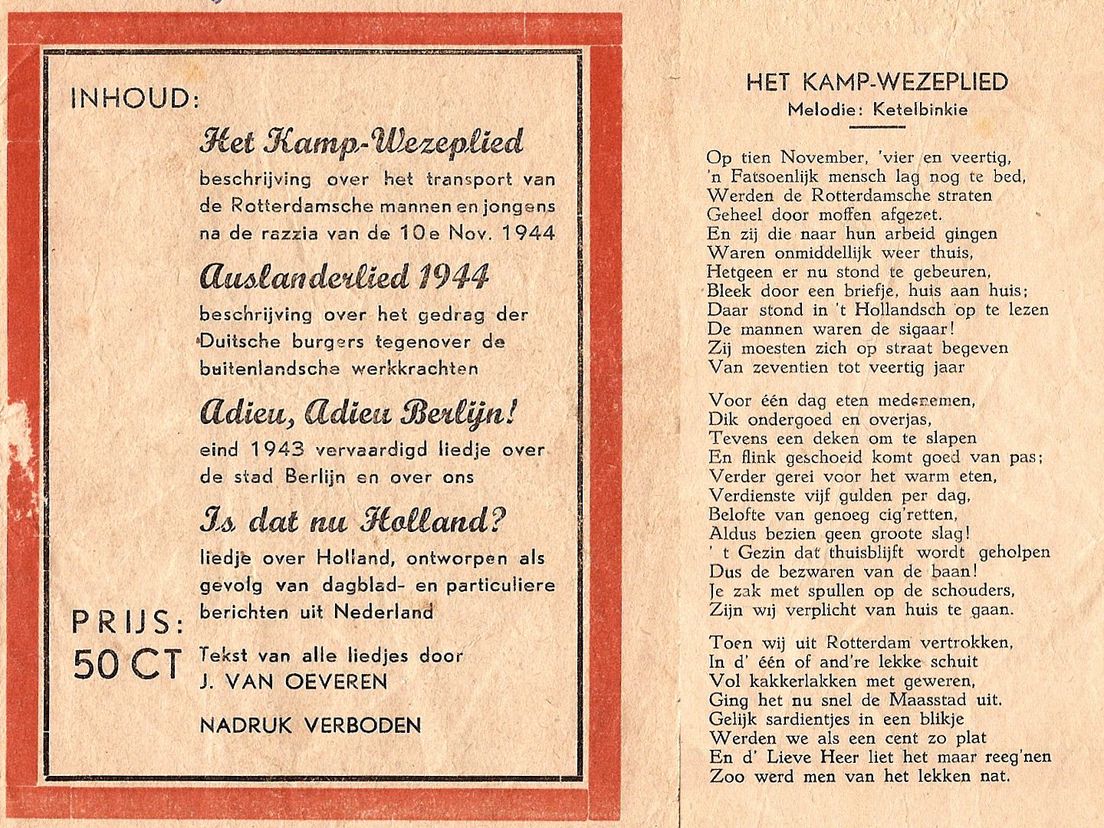 INHOUD:
Het Kamp-Wezeplied
beschrijving over het transport van
de Rotterdamsche mannen en jongens
na de razzia van de 10e Nov. 1944
Auslanderlied 1944
beschrijving over het gedrag der
Duitsche burgers tegenover de
buitenlandsche werkkrachten
Adieu, Adieu Berlijn!
eind 1943 vervaardigd liedje over
de stad Berlijn en over ons
Is dat nu Holland?
liedje over Holland, ontworpen als
gevolg van dagblad- en particuliere
berichten uit Nederland
PRIJS:
50 CT
Tekst van alle liedjes door
J. VAN OEVEREN
NADRUK VERBODEN
HET KAMP-WEZEPLIED
Melodie: Ketelbinkie
Op tien November, 'vier en veertig,
'n Fatsoenlijk mensch lag nog te bed,
Werden de Rotterdamsche straten
Geheel door moffen afgezet.
En zij die naar hun arbeid gingen
Waren onmiddellijk weer thuis,
Hetgeen er nu stond te gebeuren,
Bleek door een briefje, huis aan huis;
Daar stond in 't Hollandsch op te lezen
De mannen waren de sigaar!
Zij moesten zich op straat begeven
Van zeventien tot veertig jaar
Voor één dag eten medenemen,
Dik ondergoed en overjas,
Tevens een deken om te slapen
En flink geschoeid komt goed van pas;
Verder gerei voor het warm eten,
Verdienste vijf gulden per dag,
Belofte van genoeg cig'retten,
Aldus bezien geen groote slag!
' t Gezin dat thuisblijft wordt geholpen
Dus de bezwaren van de baan!
Je zak met spullen op de schouders,
Zijn wij verplicht van huis te gaan.
Toen wij uit Rotterdam vertrokken,
In d' één of and're lekke schuit
Vol kakkerlakken met geweren,
Ging het nu snel de Maasstad uit.
Gelijk sardientjes in een blikje
Werden we als een cent zo plat
En d' Lieve Heer liet het maar reeg'nen
Zoo werd men van het lekken nat.